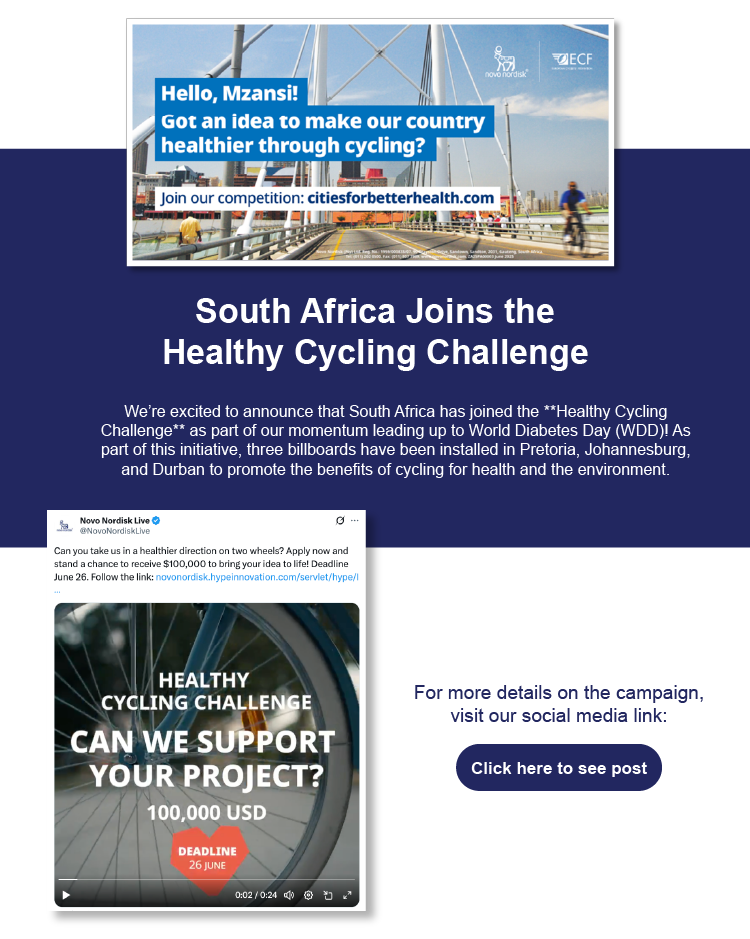 novo nordisk®
ECF
Hello, Mzansi!
Got an idea to make our country
healthier through cycling?
Join our competition: citiesforbetterhealth.com
South Africa Joins the
Healthy Cycling Challenge
We’re excited to announce that South Africa has joined the **Healthy Cycling
Challenge** as part of our momentum leading up to World Diabetes Day (WDD)! As
part of this initiative, three billboards have been installed in Pretoria, Johannesburg,
and Durban to promote the benefits of cycling for health and the environment.
Novo Nordisk Live
@NovoNordiskLive
Can you take us in a healthier direction on two wheels? Apply now and
stand a chance to receive $100,000 to bring your idea to life! Deadline
June 26. Follow the link: novonordisk.hypeinnovation.com/servlet/hype/I
...
HEALTHY
CYCLING CHALLENGE
CAN WE SUPPORT
YOUR PROJECT?
100,000 USD
DEADLINE
26 JUNE
0:02 / 0:24
For more details on the campaign,
visit our social media link:
Click here to see post